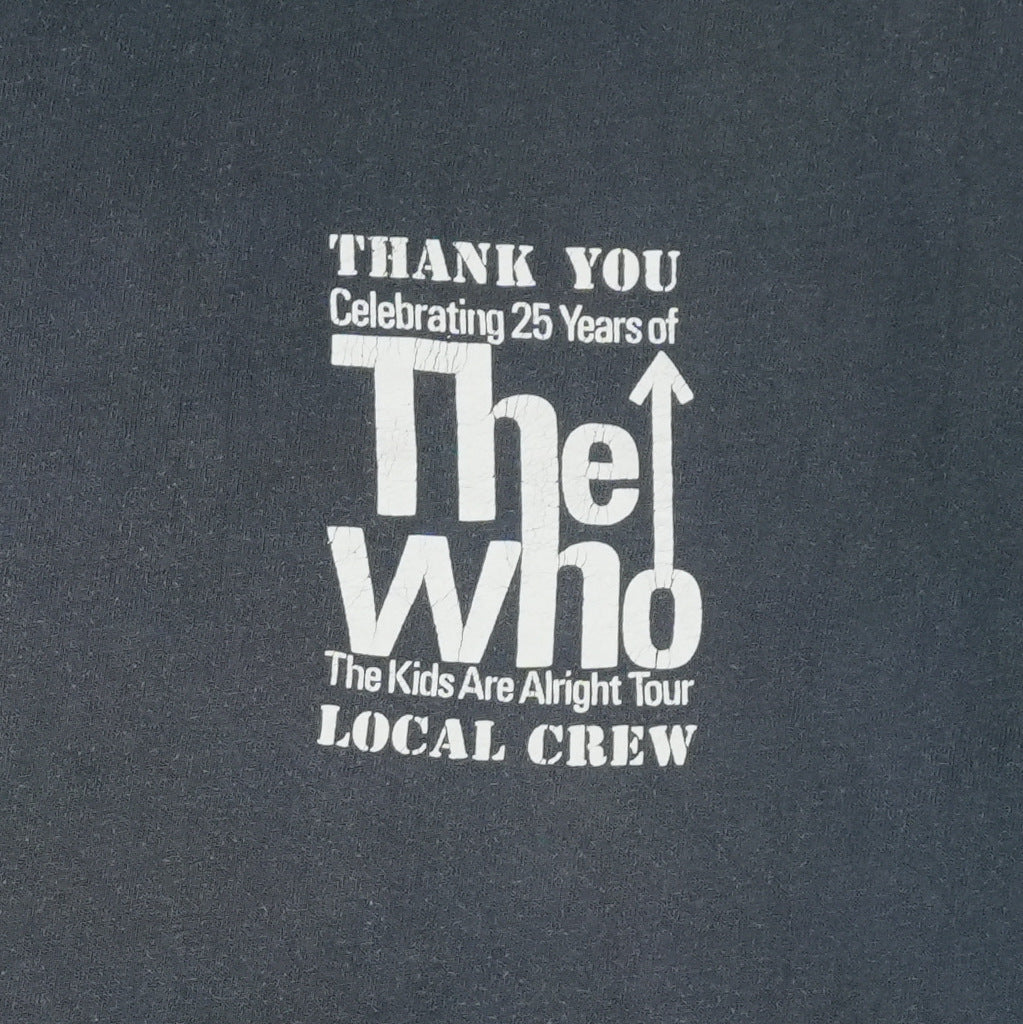 THANK YOU
Celebrating 25 Years of
The
Who
The Kids Are Alright Tour
LOCAL CREW